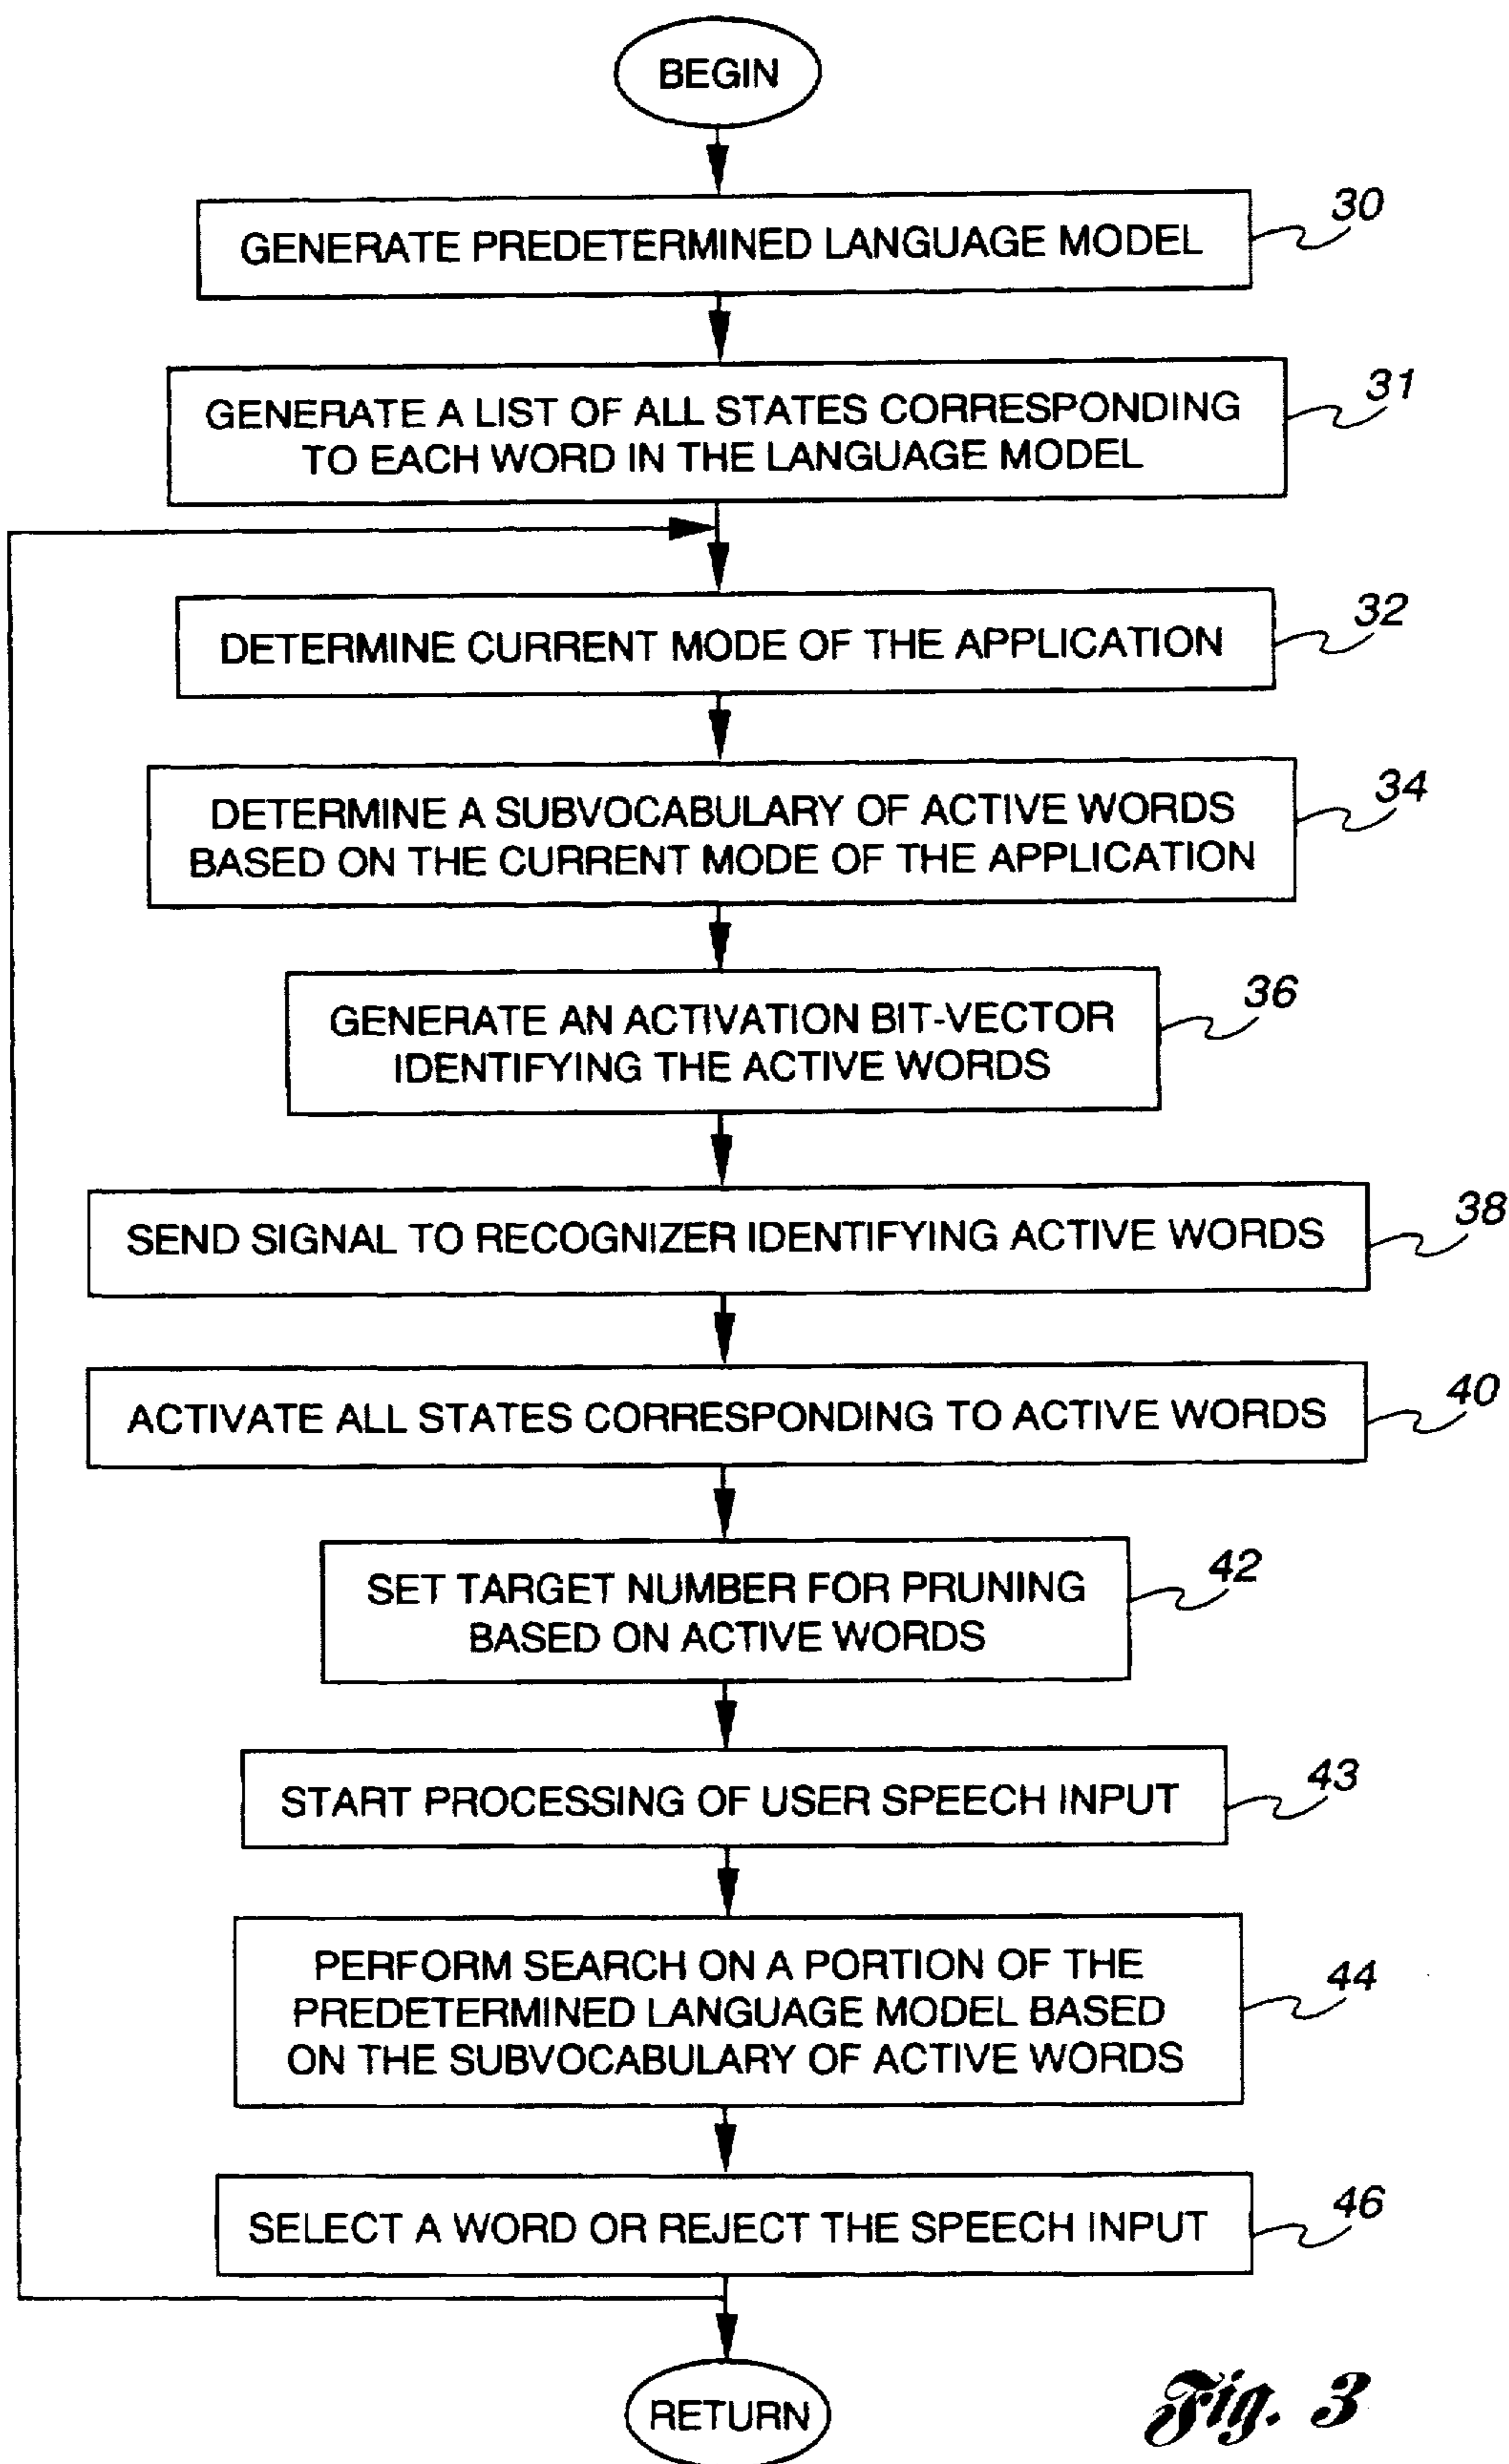 BEGIN
GENERATE PREDETERMINED LANGUAGE MODEL
30
GENERATE A LIST OF ALL STATES CORRESPONDING
TO EACH WORD IN THE LANGUAGE MODEL
31
DETERMINE CURRENT MODE OF THE APPLICATION
32
DETERMINE A SUBVOCABULARY OF ACTIVE WORDS
BASED ON THE CURRENT MODE OF THE APPLICATION
34
GENERATE AN ACTIVATION BIT-VECTOR
IDENTIFYING THE ACTIVE WORDS
36
SEND SIGNAL TO RECOGNIZER IDENTIFYING ACTIVE WORDS
38
ACTIVATE ALL STATES CORRESPONDING TO ACTIVE WORDS
40
SET TARGET NUMBER FOR PRUNING
BASED ON ACTIVE WORDS
42
START PROCESSING OF USER SPEECH INPUT
43
PERFORM SEARCH ON A PORTION OF THE
PREDETERMINED LANGUAGE MODEL BASED
ON THE SUBVOCABULARY OF ACTIVE WORDS
44
SELECT A WORD OR REJECT THE SPEECH INPUT
46
RETURN
Fig. 3